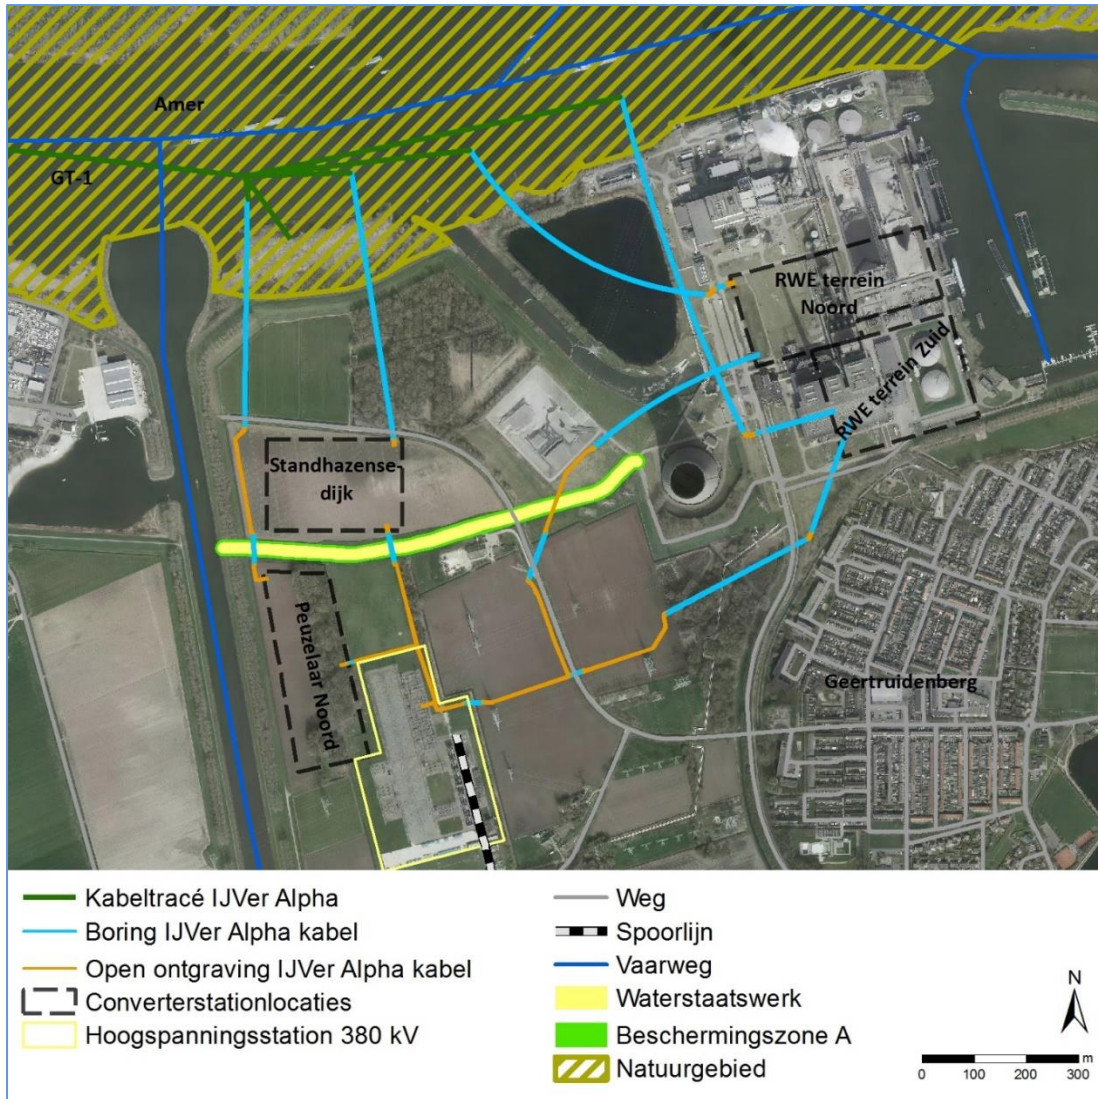 Amer
GT-1
RWE terrein
Noord
RWE terrein Zuid
Standhazense-
dijk
Peuzelaar Noord
Geertruidenberg
Kabeltracé IJVer Alpha
Boring IJVer Alpha kabel
Open ontgraving IJVer Alpha kabel
Converterstationlocaties
Hoogspanningsstation 380 kV
Weg
Spoorlijn
Vaarweg
Waterstaatswerk
Beschermingszone A
Natuurgebied
N
m
0 100 200 300